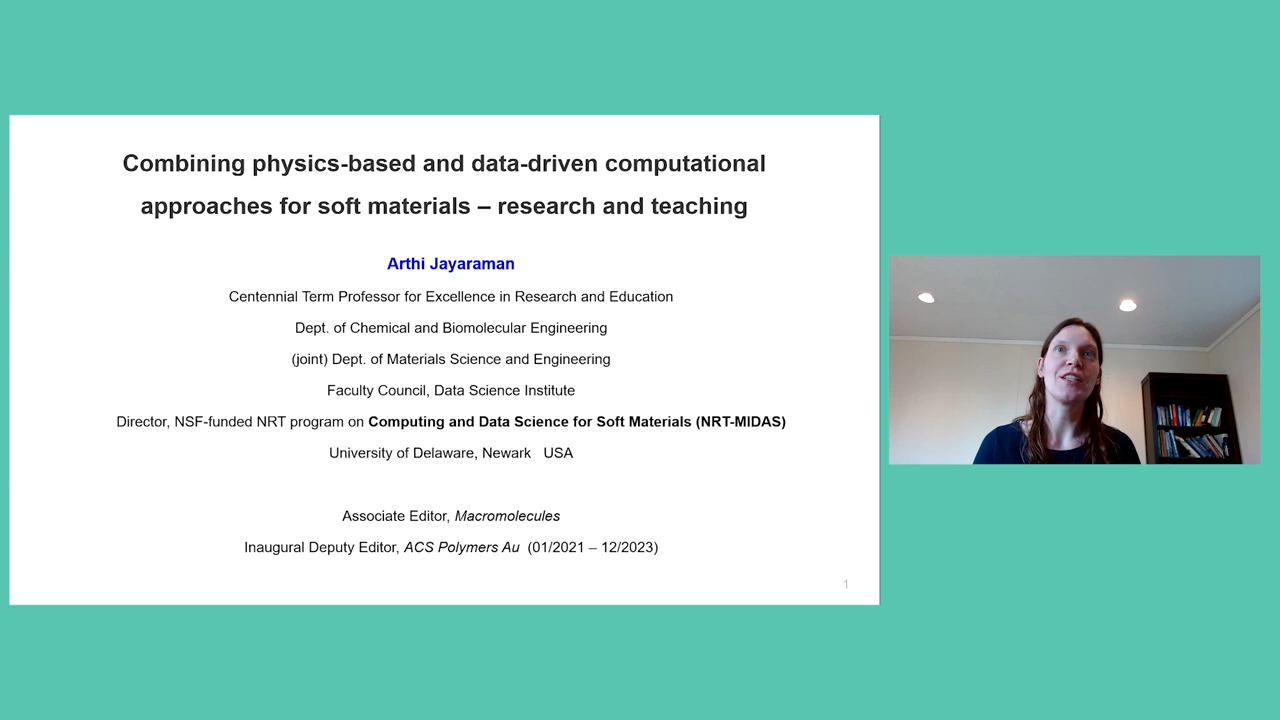 Combining physics-based and data-driven computational
approaches for soft materials – research and teaching
Arthi Jayaraman
Centennial Term Professor for Excellence in Research and Education
Dept. of Chemical and Biomolecular Engineering
(joint) Dept. of Materials Science and Engineering
Faculty Council, Data Science Institute
Director, NSF-funded NRT program on Computing and Data Science for Soft Materials (NRT-MIDAS)
University of Delaware, Newark USA
Associate Editor, Macromolecules
Inaugural Deputy Editor, ACS Polymers Au (01/2021 – 12/2023)
1